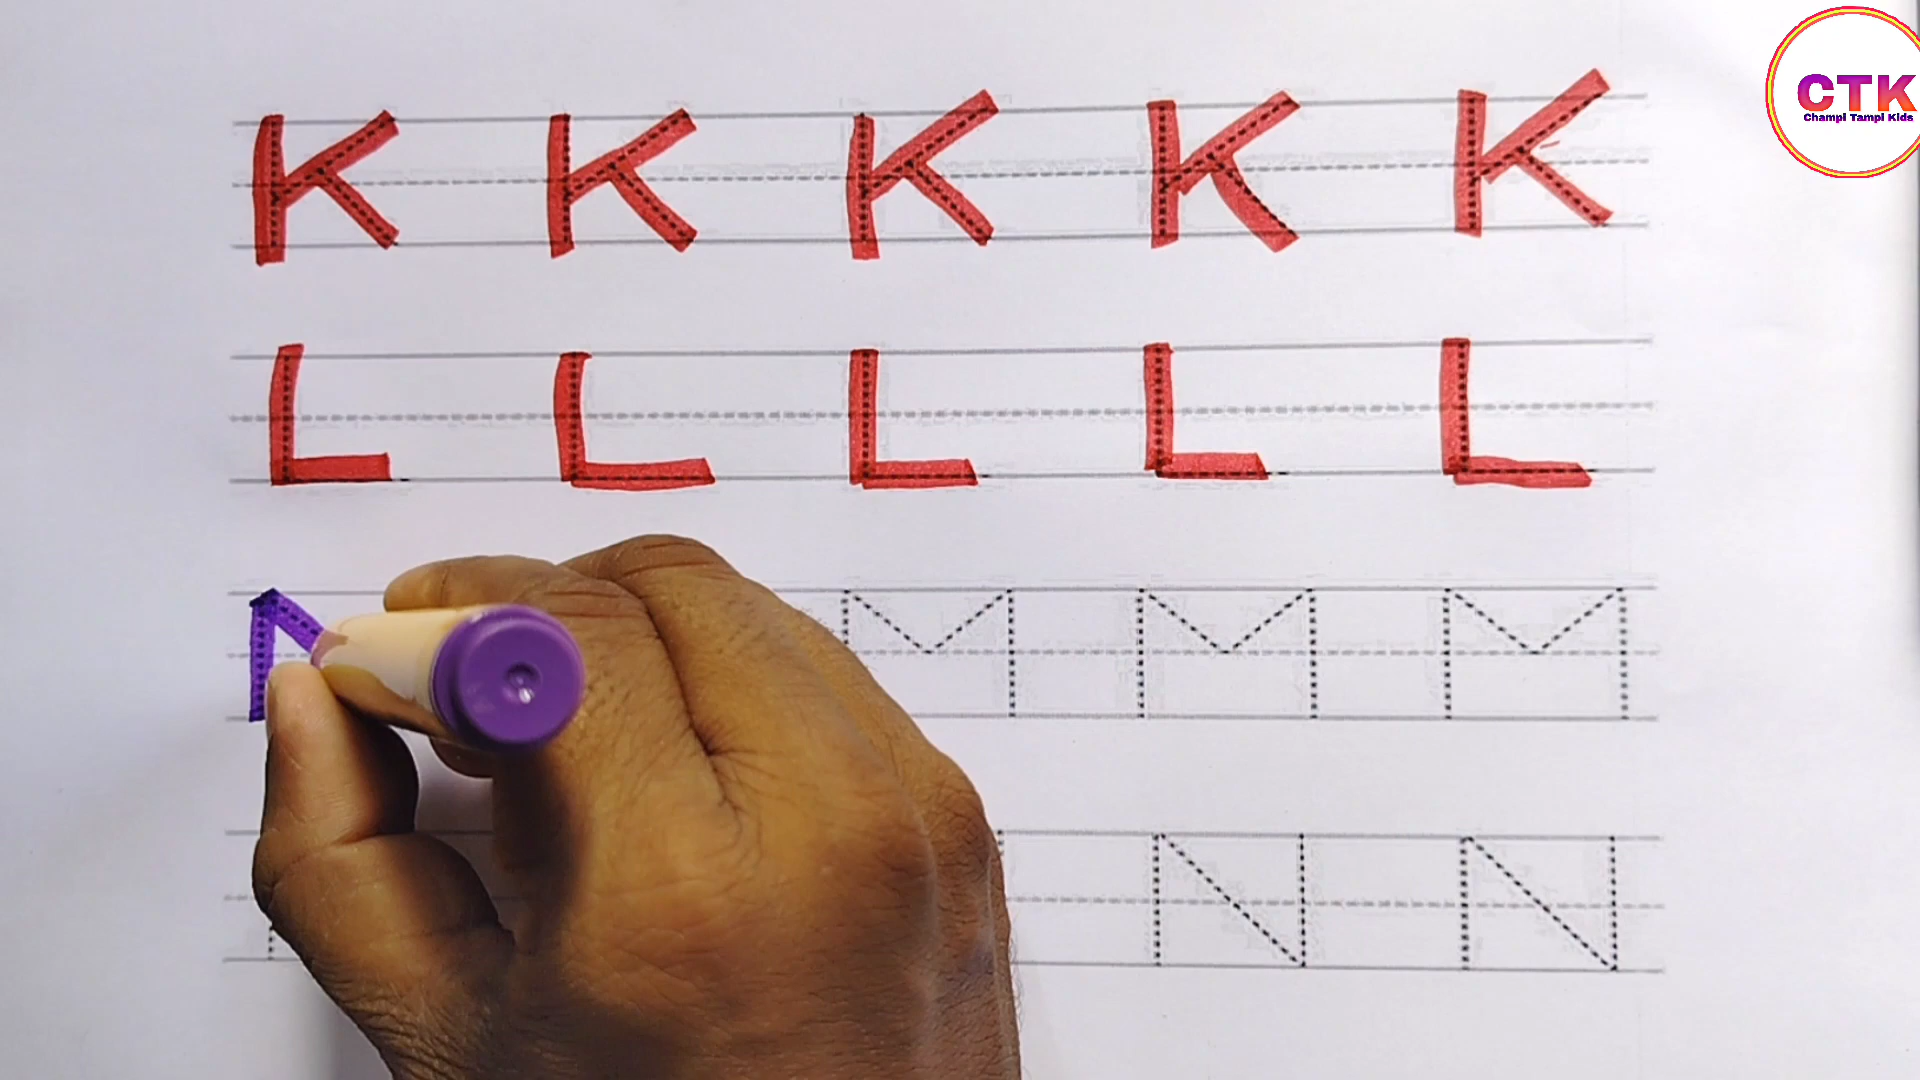 CTK
Champi Tampi Kids
K K K K K
L L L L L
M M M
N N